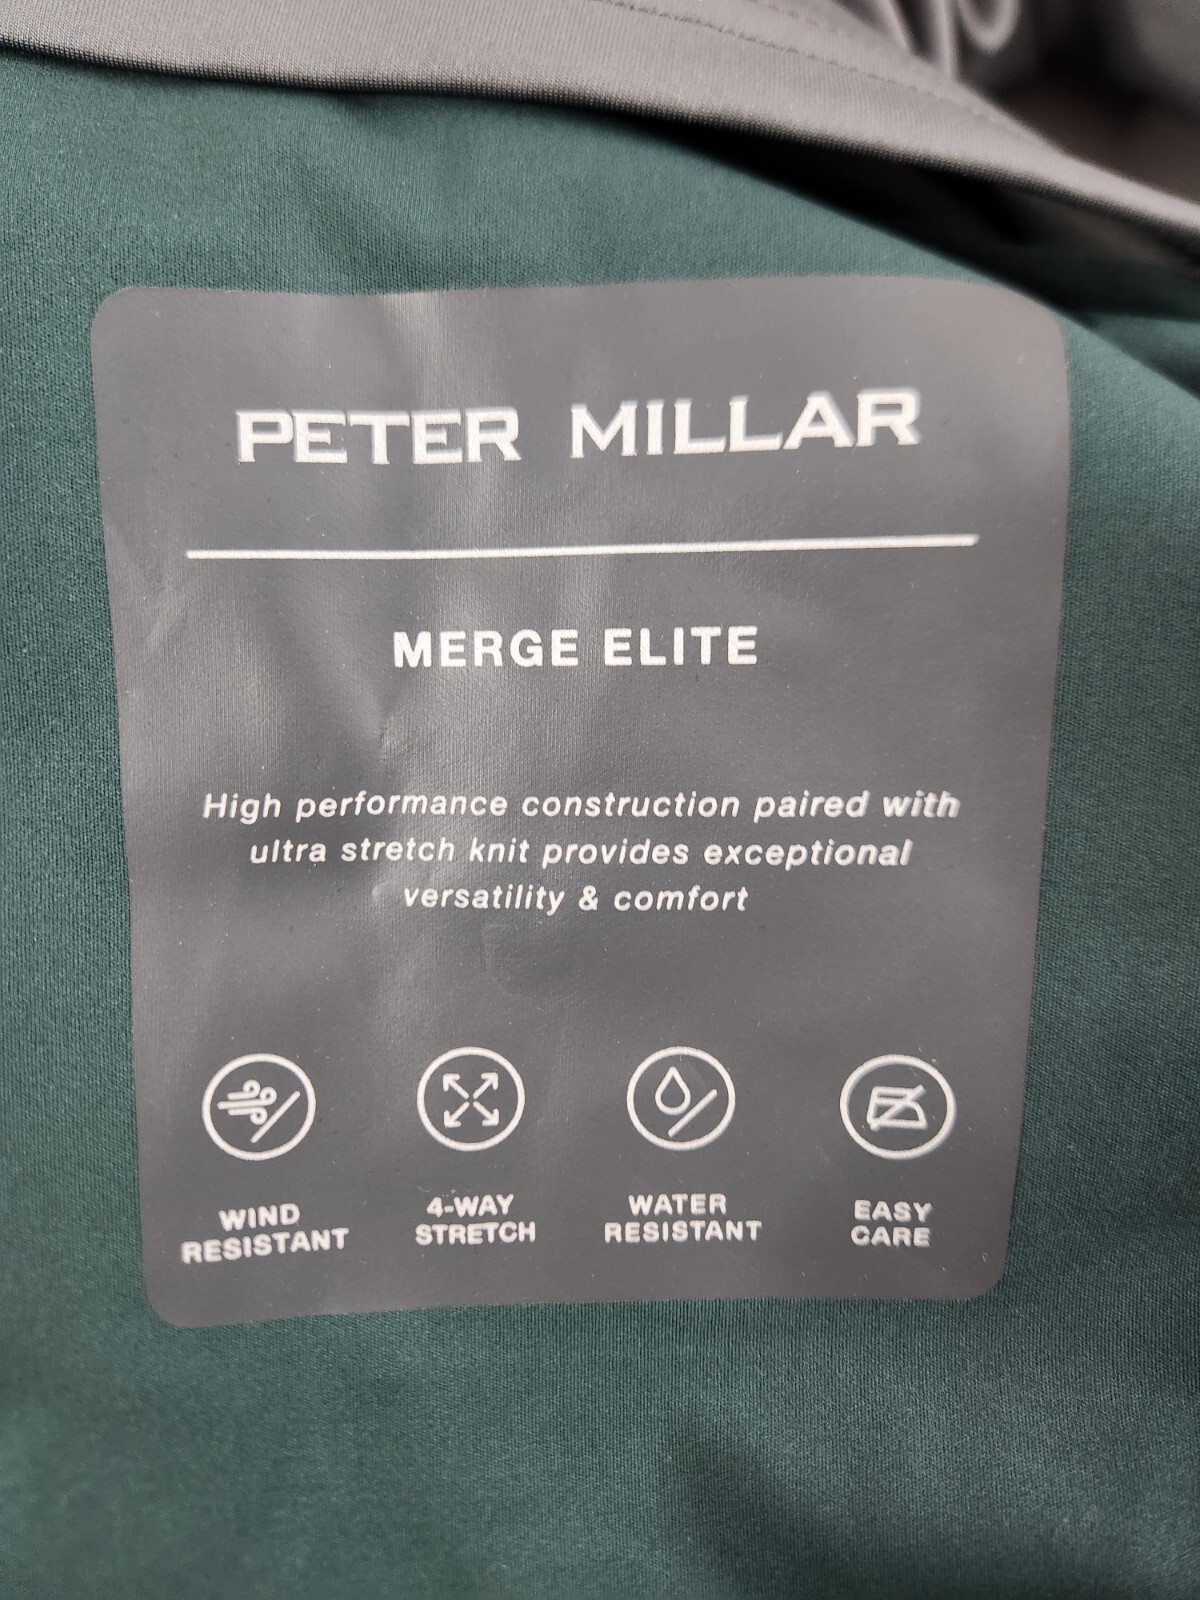 PETER MILLAR
MERGE ELITE
High performance construction paired with
ultra stretch knit provides exceptional
versatility & comfort
WIND
RESISTANT
4-WAY
STRETCH
WATER
RESISTANT
EASY
CARE